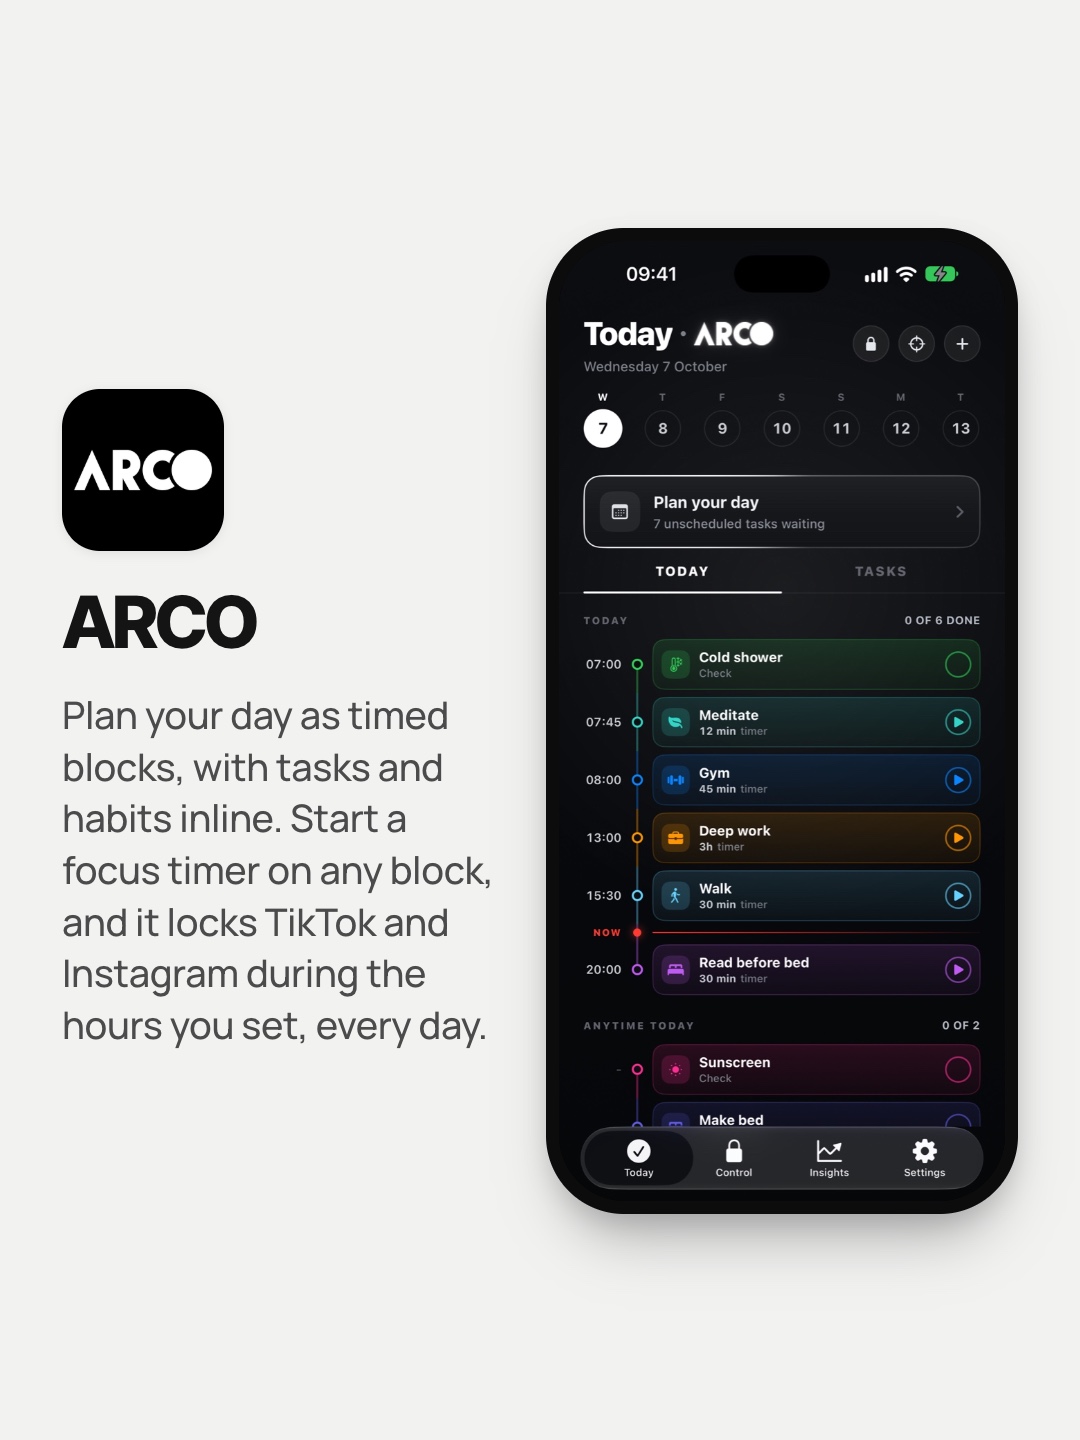 ARCO
ARCO
Plan your day as timed
blocks, with tasks and
habits inline. Start a
focus timer on any block,
and it locks TikTok and
Instagram during the
hours you set, every day.
09:41
Today · ARCO
Wednesday 7 October
W T F S S M T
7 8 9 10 11 12 13
Plan your day
7 unscheduled tasks waiting
TODAY TASKS
TODAY 0 OF 6 DONE
07:00 Cold shower
Check
07:45 Meditate
12 min timer
08:00 Gym
45 min timer
13:00 Deep work
3h timer
15:30 Walk
30 min timer
NOW
20:00 Read before bed
30 min timer
ANYTIME TODAY 0 OF 2
- Sunscreen
Check
Make bed
Today Control Insights Settings